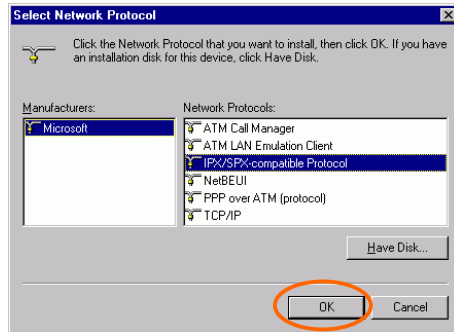 Select Network Protocol
Click the Network Protocol that you want to install, then click OK. If you have
an installation disk for this device, click Have Disk.
Manufacturers:
Microsoft
Network Protocols:
ATM Call Manager
ATM LAN Emulation Client
IPX/SPX-compatible Protocol
NetBEUI
PPP over ATM (protocol)
TCP/IP
Have Disk...
OK
Cancel